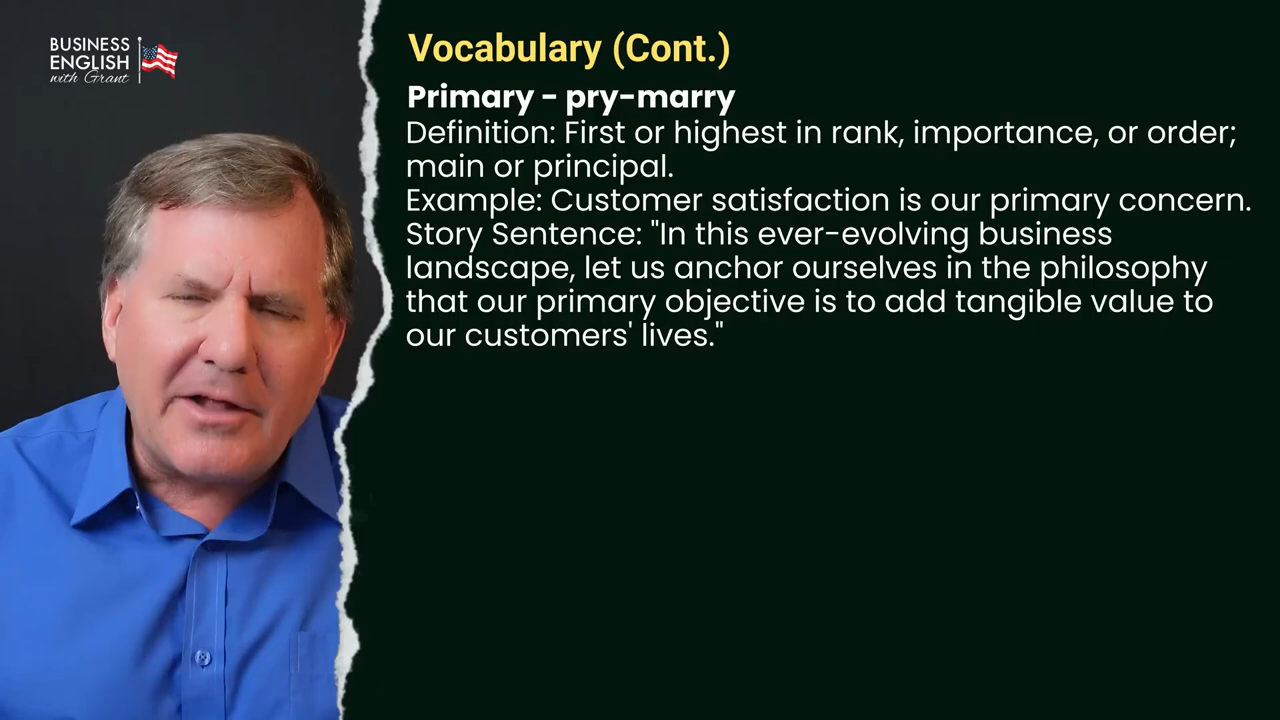 BUSINESS
ENGLISH
with Grant
Vocabulary (Cont.)
Primary - pry-marry
Definition: First or highest in rank, importance, or order;
main or principal.
Example: Customer satisfaction is our primary concern.
Story Sentence: "In this ever-evolving business
landscape, let us anchor ourselves in the philosophy
that our primary objective is to add tangible value to
our customers' lives."